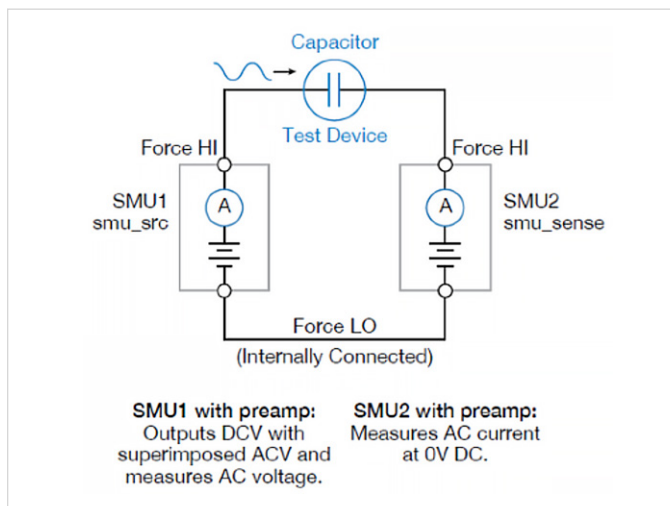 Capacitor
Test Device
Force HI
Force HI
SMU1
smu_src
A
A
SMU2
smu_sense
Force LO
(Internally Connected)
SMU1 with preamp:
Outputs DCV with
superimposed ACV and
measures AC voltage.
SMU2 with preamp:
Measures AC current
at 0V DC.